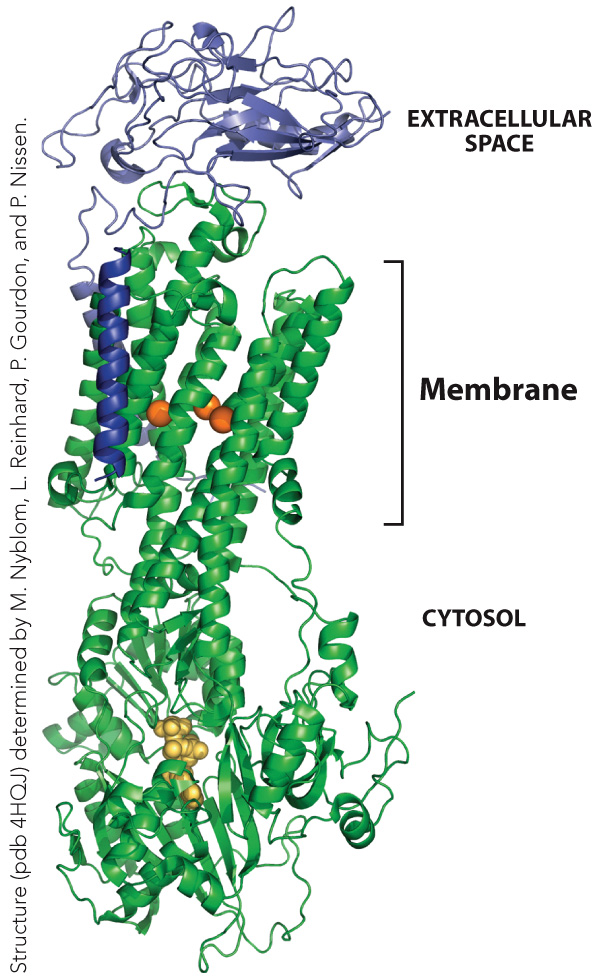 EXTRACELLULAR
SPACE
Membrane
CYTOSOL
Structure (pdb 4HQJ) determined by M. Nyblom, L. Reinhard, P. Gourdon, and P. Nissen.